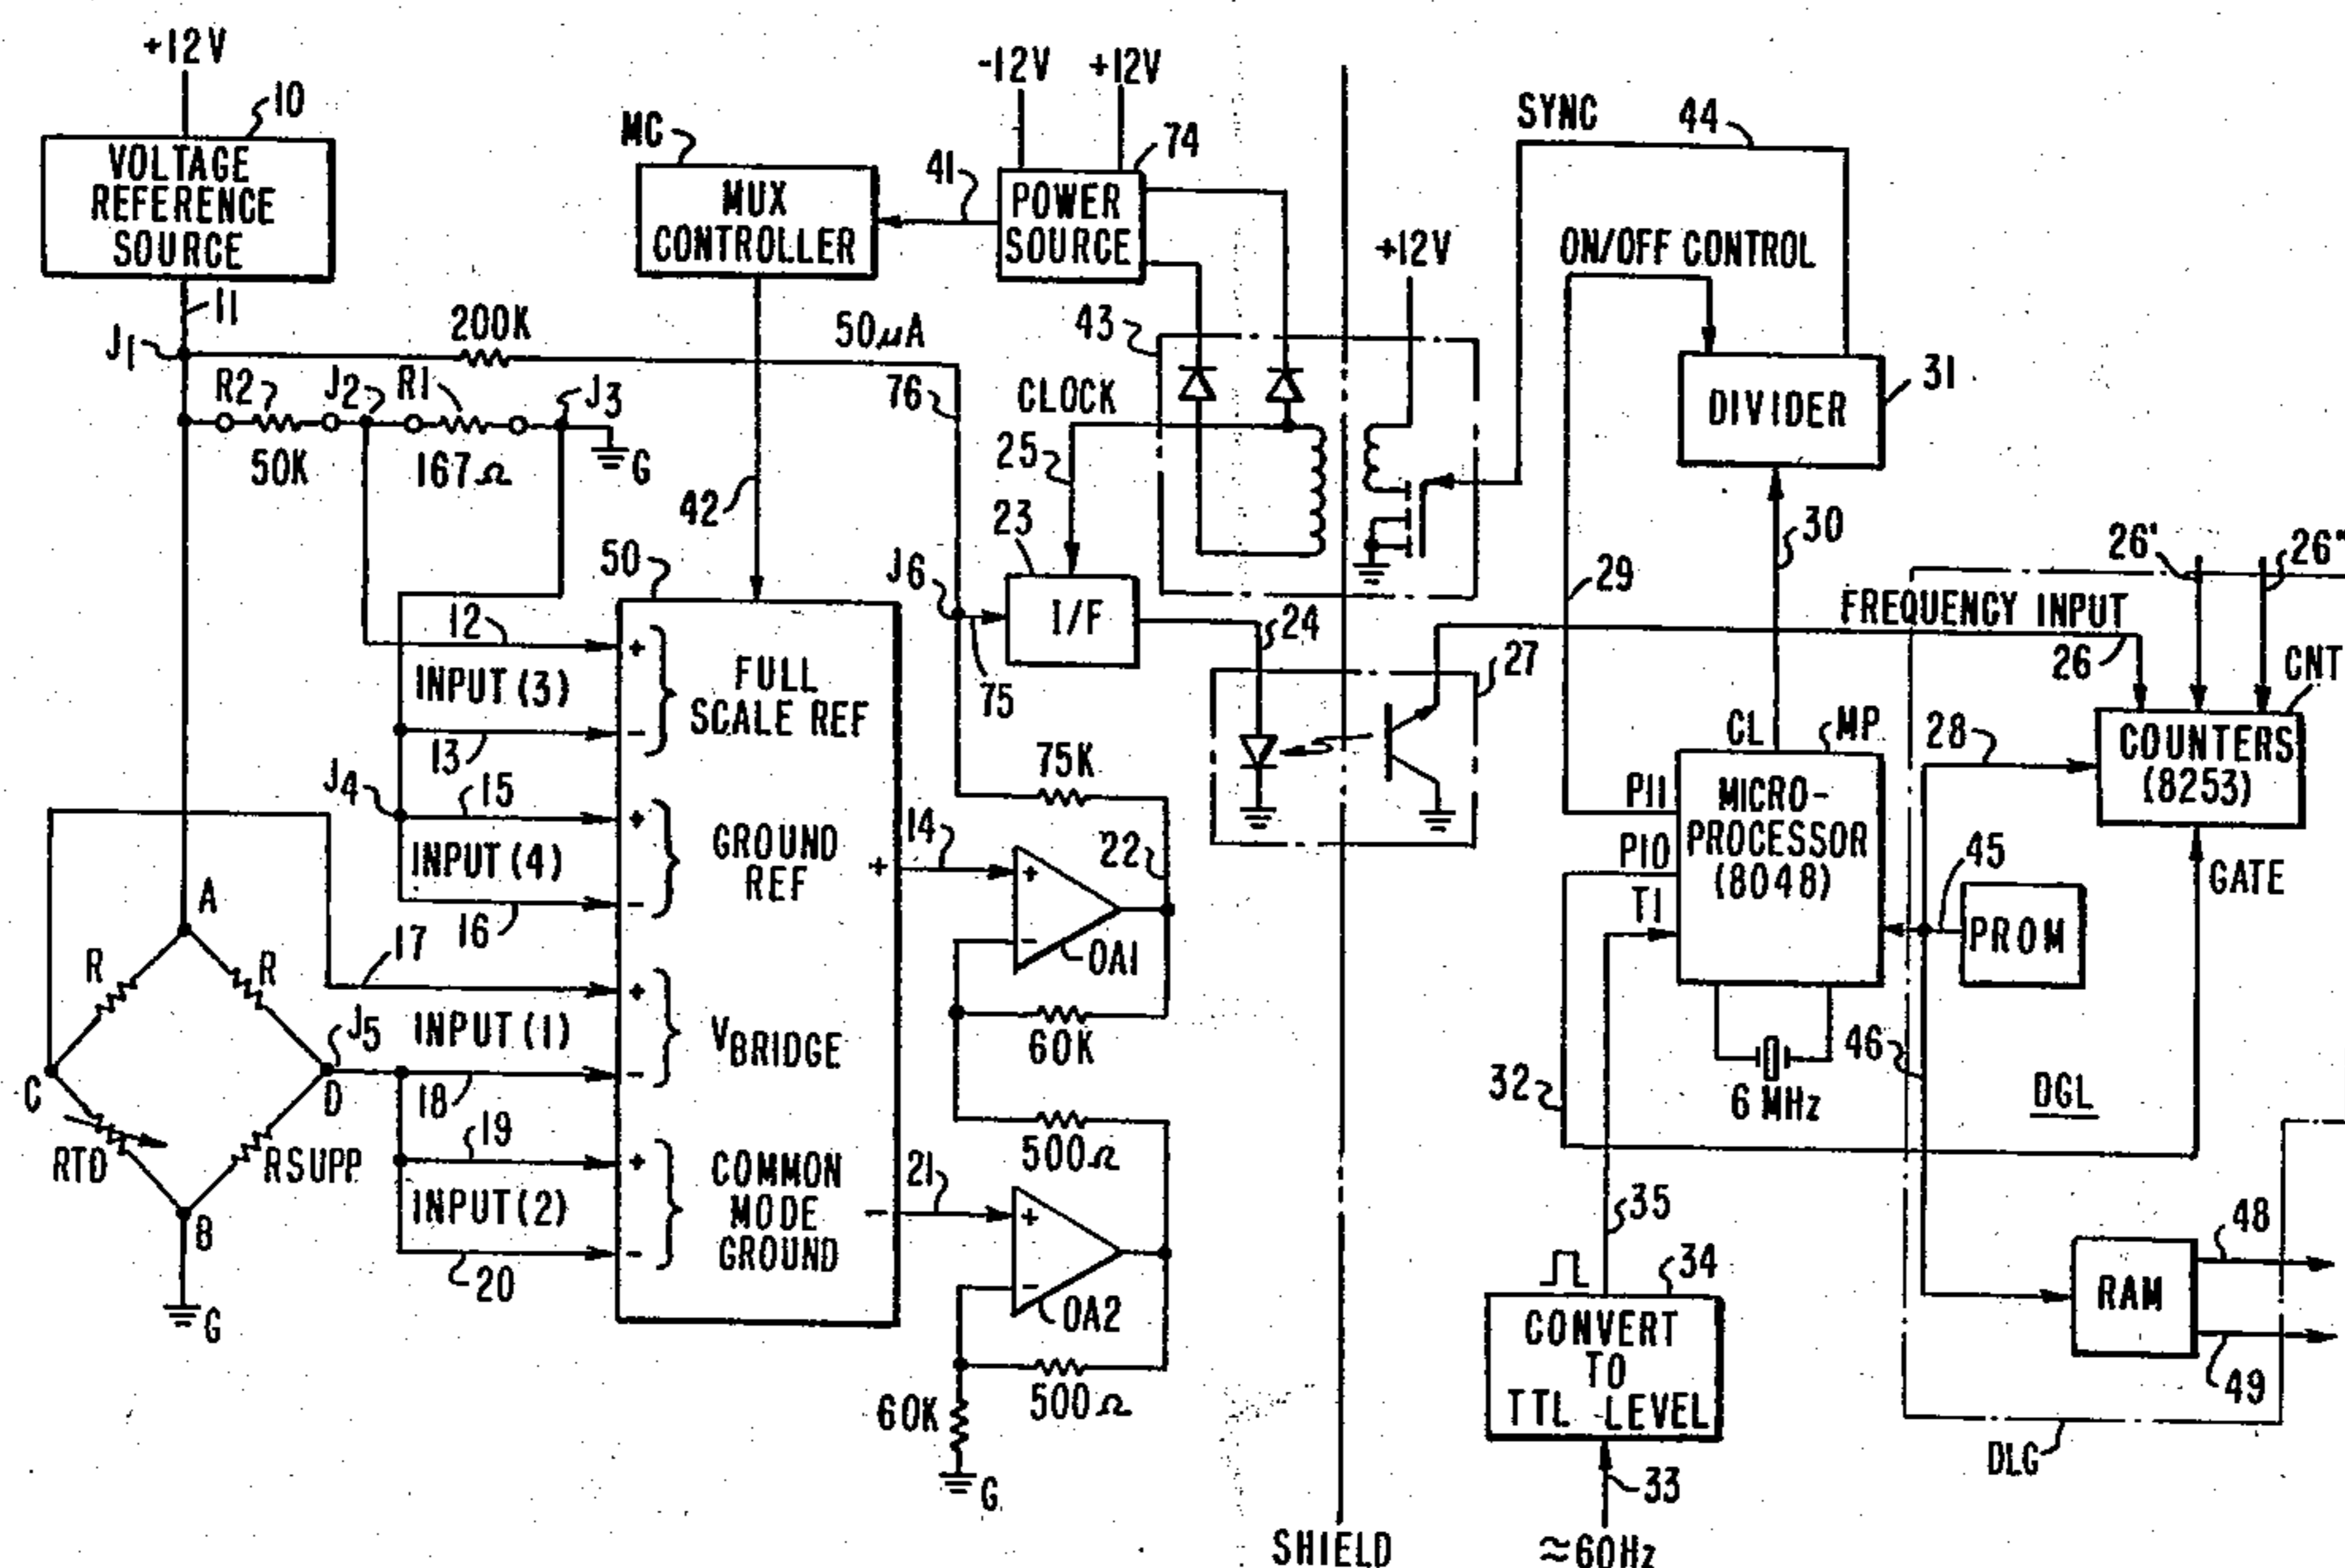 +12V
10
VOLTAGE
REFERENCE
SOURCE
11
J1
200K
50µA
R2
J2
R1
J3
50K
167Ω
G
MC
MUX
CONTROLLER
41
-12V
+12V
74
POWER
SOURCE
42
76
CLOCK
43
25
23
I/F
J6
75
24
+12V
SYNC
44
ON/OFF CONTROL
DIVIDER
31
30
29
FREQUENCY INPUT
26
26'
26"
CNT
COUNTERS
(8253)
27
50
12
+
INPUT (3)
FULL
SCALE REF
13
-
J4
15
+
INPUT (4)
GROUND
REF
16
-
17
+
INPUT (1)
VBRIDGE
18
-
19
+
INPUT (2)
COMMON
MODE
GROUND
20
-
A
R
R
C
J5
D
RTD
RSUPP
B
G
+
14
75K
22
+
-
OA1
60K
500Ω
-
21
+
-
OA2
500Ω
60K
G
SHIELD
CL
MP
28
P11
P10
T1
MICRO-
PROCESSOR
(8048)
6 MHz
45
PROM
GATE
46
DGL
32
35
34
CONVERT
TO
TTL LEVEL
33
≈60Hz
RAM
48
49
DLG